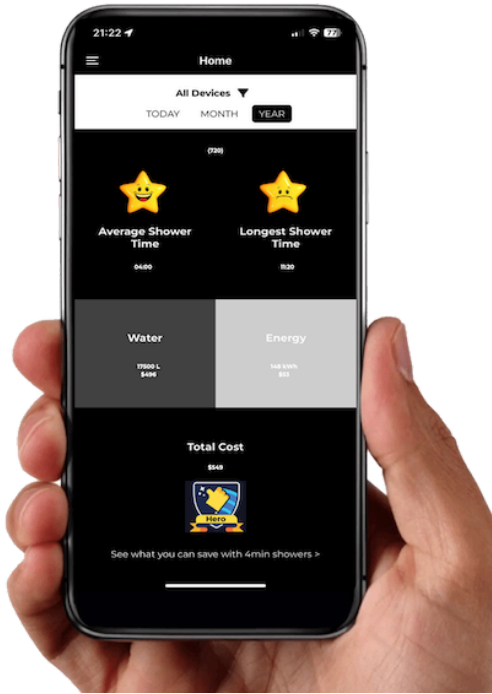 21:22
77
Home
All Devices
TODAY MONTH YEAR
(720)
Average Shower
Time
04:00
Longest Shower
Time
11:20
Water
17500 L
$496
Energy
148 kWh
$53
Total Cost
$549
Hero
See what you can save with 4min showers >